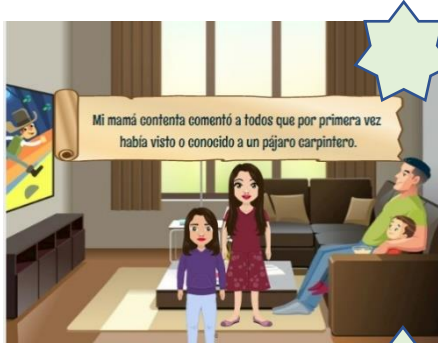 Mi mamá contenta comentó a todos que por primera vez
había visto o conocido a un pájaro carpintero.